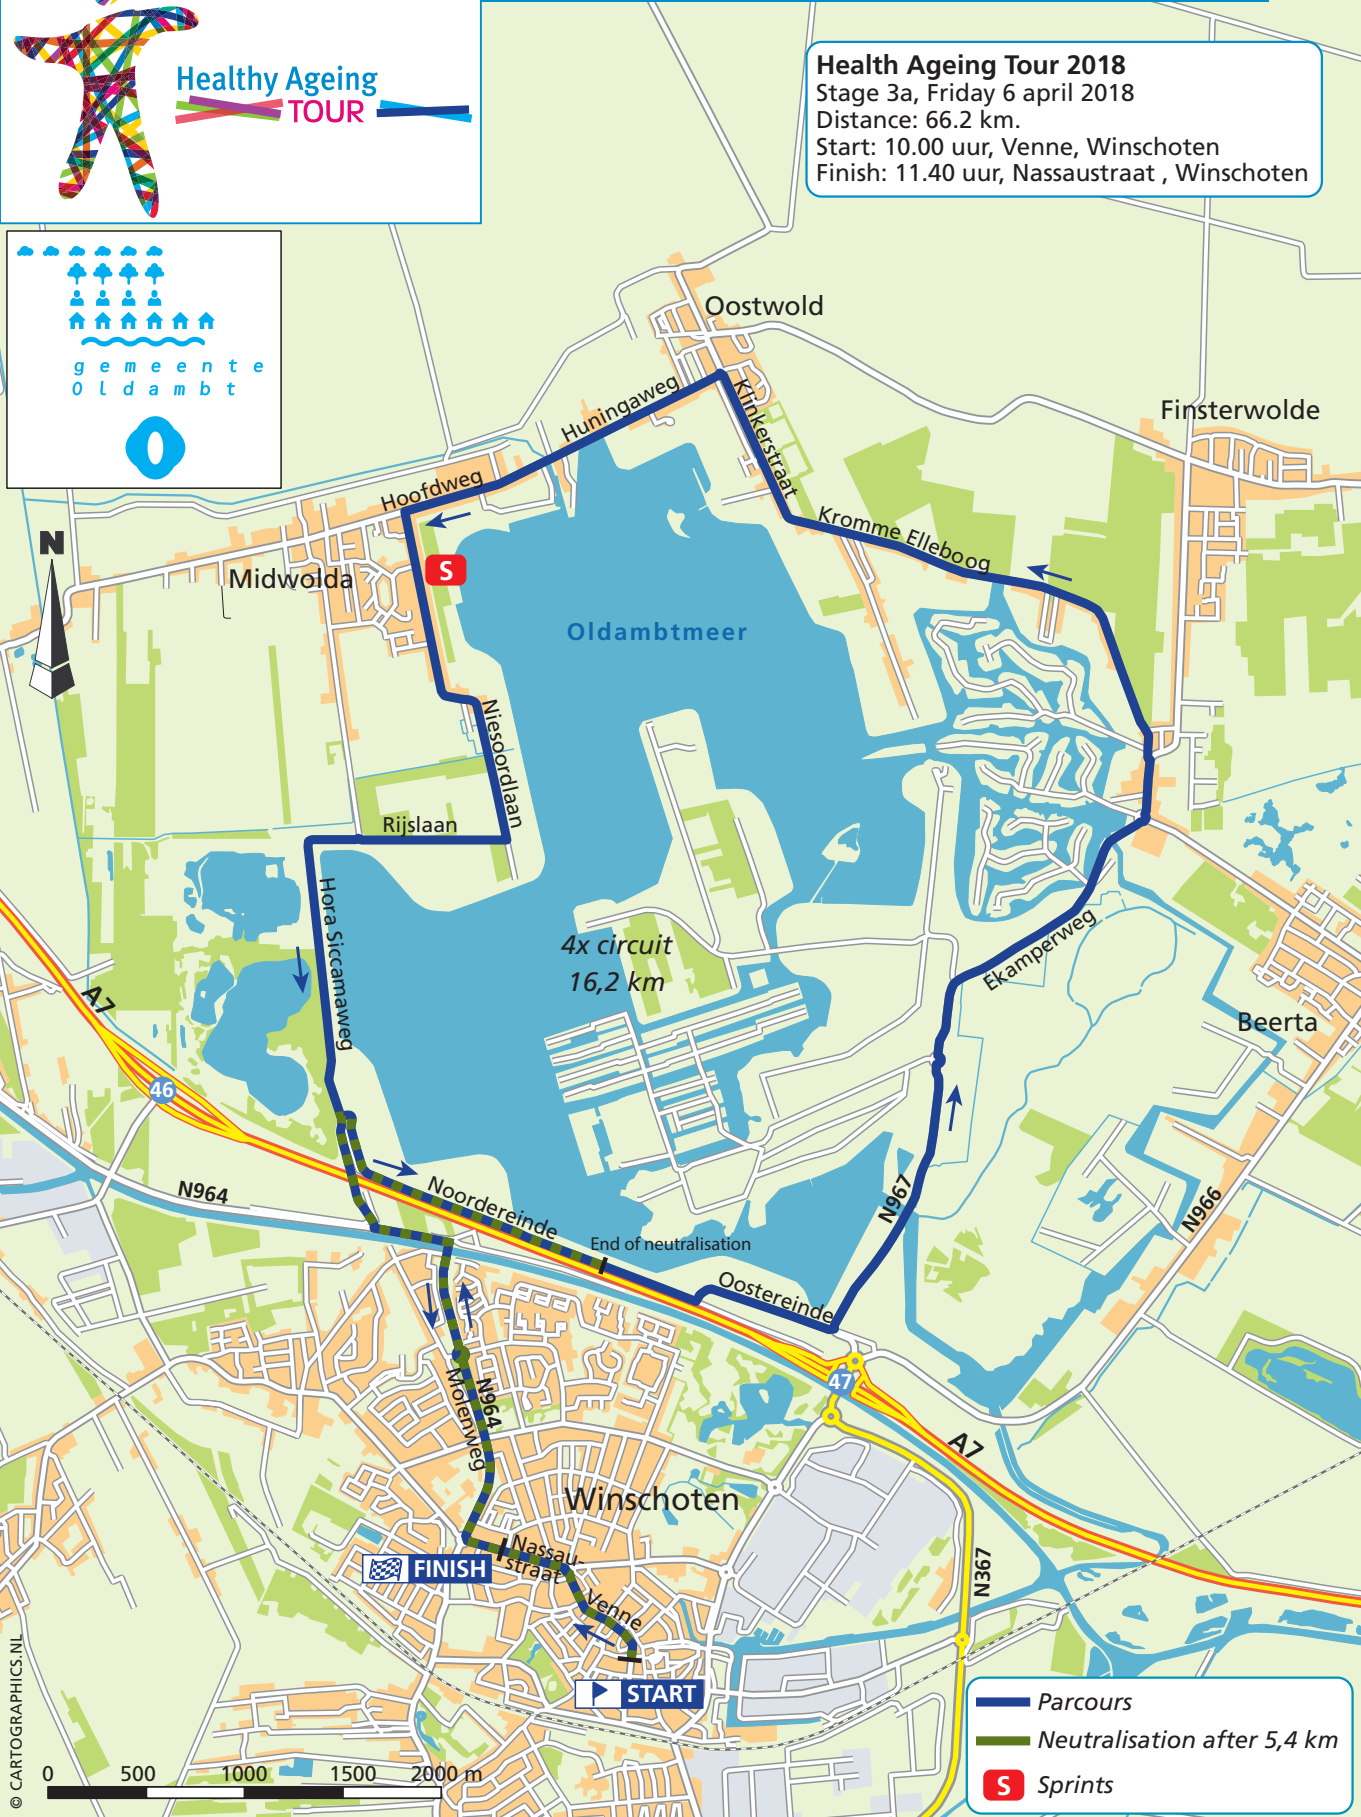 Healthy Ageing
TOUR
Health Ageing Tour 2018
Stage 3a, Friday 6 april 2018
Distance: 66.2 km.
Start: 10.00 uur, Venne, Winschoten
Finish: 11.40 uur, Nassaustraat , Winschoten
gemeente
Oldambt
Oostwold
Huningaweg
Klinkerstraat
Finsterwolde
Hoofdweg
Kromme Elleboog
N
S
Midwolda
Oldambtmeer
Niesoordlaan
Rijslaan
Hora Siccamaweg
4x circuit
16,2 km
Ekamperweg
A7
Beerta
46
N964
Noordereinde
N967
N966
End of neutralisation
Oostereinde
47
N964
Molenweg
A7
Winschoten
FINISH
Nassau-
straat
N367
Venne
START
Parcours
Neutralisation after 5,4 km
S Sprints
0 500 1000 1500 2000 m
© CARTOGRAPHICS.NL